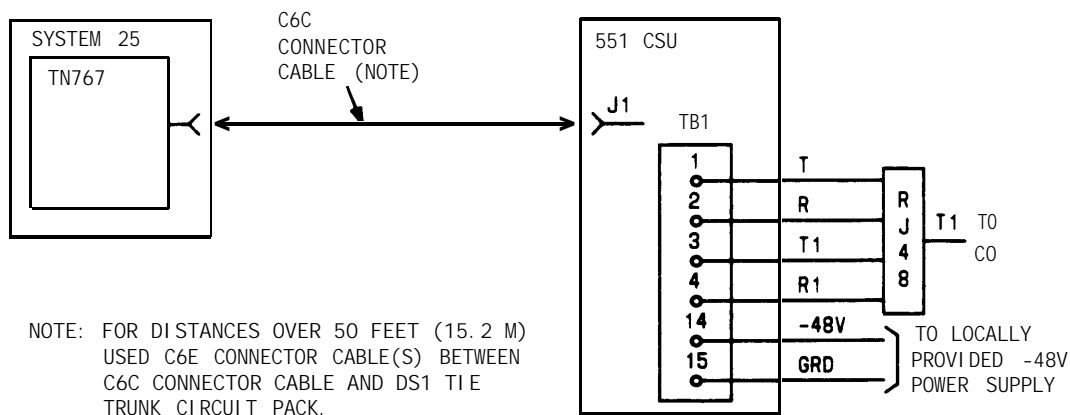 SYSTEM 25
TN767
C6C
CONNECTOR
CABLE (NOTE)
551 CSU
J1
TB1
1 T
2 R
3 T1
4 R1
14 -48V
15 GRD
RJ48
T1 TO
CO
TO LOCALLY
PROVIDED -48V
POWER SUPPLY
NOTE: FOR DISTANCES OVER 50 FEET (15.2 M)
USED C6E CONNECTOR CABLE(S) BETWEEN
C6C CONNECTOR CABLE AND DS1 TIE
TRUNK CIRCUIT PACK.